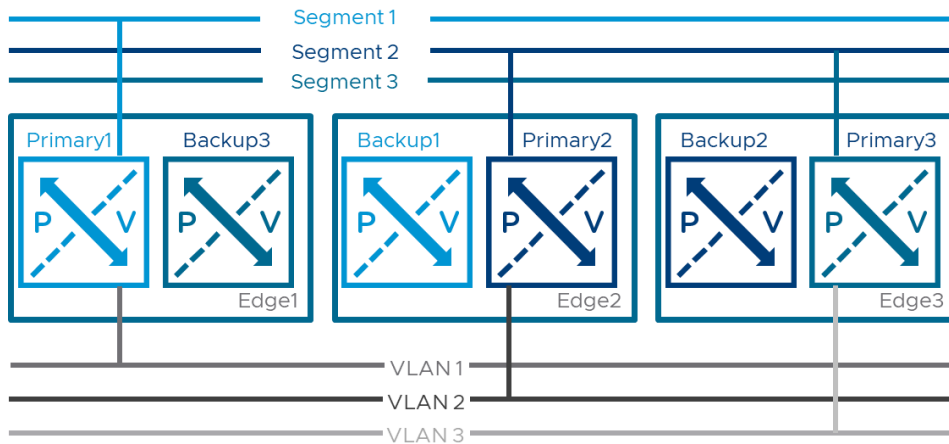 Segment 1
Segment 2
Segment 3
Primary1 Backup3 Backup1 Primary2 Backup2 Primary3
P V P V P V P V P V P V
Edge1 Edge2 Edge3
VLAN 1
VLAN 2
VLAN 3